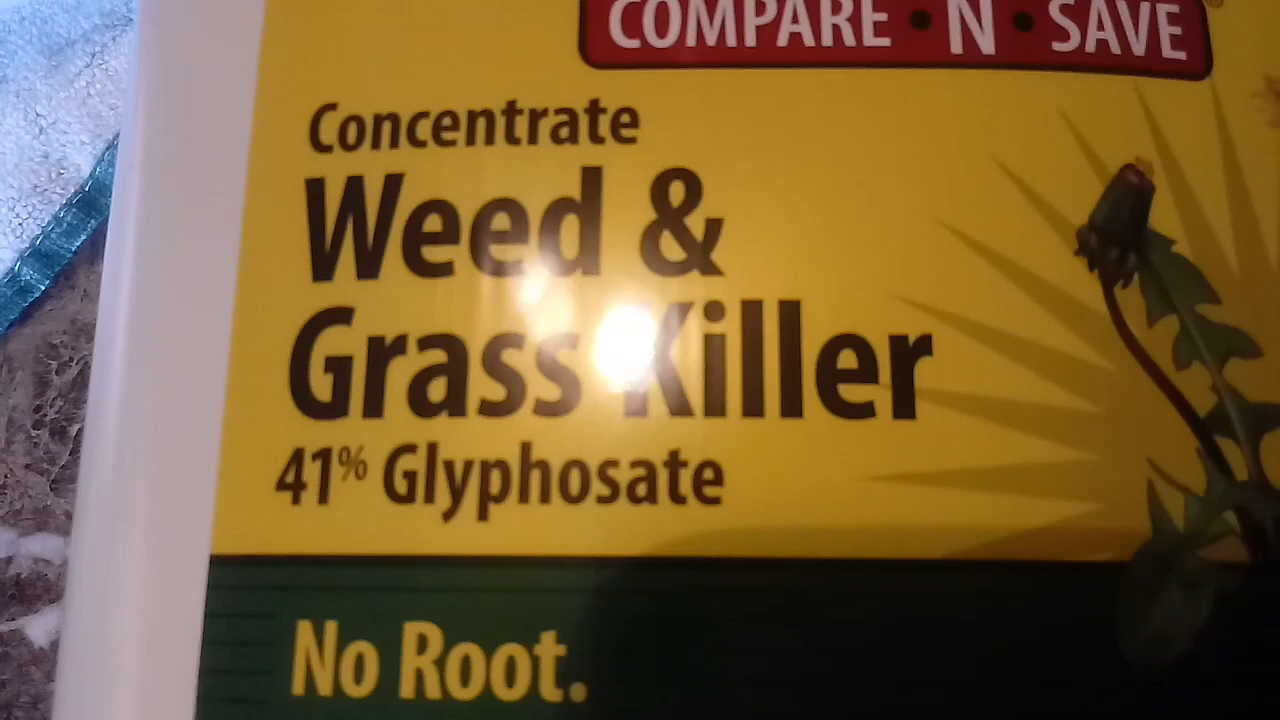 COMPARE • N • SAVE
Concentrate
Weed &
Grass Killer
41% Glyphosate
No Root.